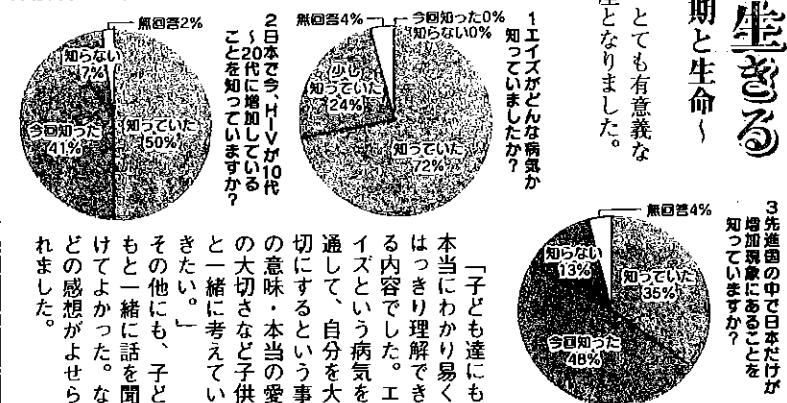 生きる
期と生命～
とても有意義な
座となりました。
1エイズがどんな病気か
知っていましたか？
無回答4%
今回知った0%
知らない0%
少し
知っていた
24%
知っていた
72%
2日本で今、HIVが10代
～20代に増加している
ことを知っていますか？
無回答2%
知らない
7%
今回知った
41%
知っていた
50%
3先進国の中で日本だけが
増加現象にあることを
知っていますか？
無回答4%
知らない
13%
知っていた
35%
今回知った
48%
「子ども達にも
本当にわかり易く
はっきり理解でき
る内容でした。エ
イズという病気を
通して、自分を大
切にするという事
の意味・本当の愛
の大切さなど子供
と一緒に考えてい
きたい。」
その他にも、子ど
もと一緒に話を聞
けてよかった。な
どの感想がよせら
れました。